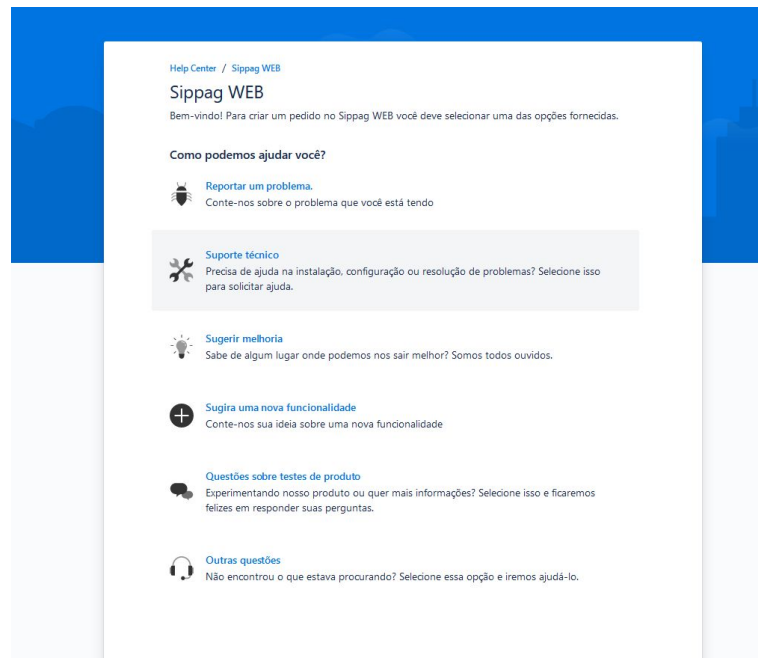 Help Center / Sippag WEB
Sippag WEB
Bem-vindo! Para criar um pedido no Sippag WEB você deve selecionar uma das opções fornecidas.
Como podemos ajudar você?
Reportar um problema.
Conte-nos sobre o problema que você está tendo
Suporte técnico
Precisa de ajuda na instalação, configuração ou resolução de problemas? Selecione isso
para solicitar ajuda.
Sugerir melhoria
Sabe de algum lugar onde podemos nos sair melhor? Somos todos ouvidos.
Sugira uma nova funcionalidade
Conte-nos sua ideia sobre uma nova funcionalidade
Questões sobre testes de produto
Experimentando nosso produto ou quer mais informações? Selecione isso e ficaremos
felizes em responder suas perguntas.
Outras questões
Não encontrou o que estava procurando? Selecione essa opção e iremos ajudá-lo.